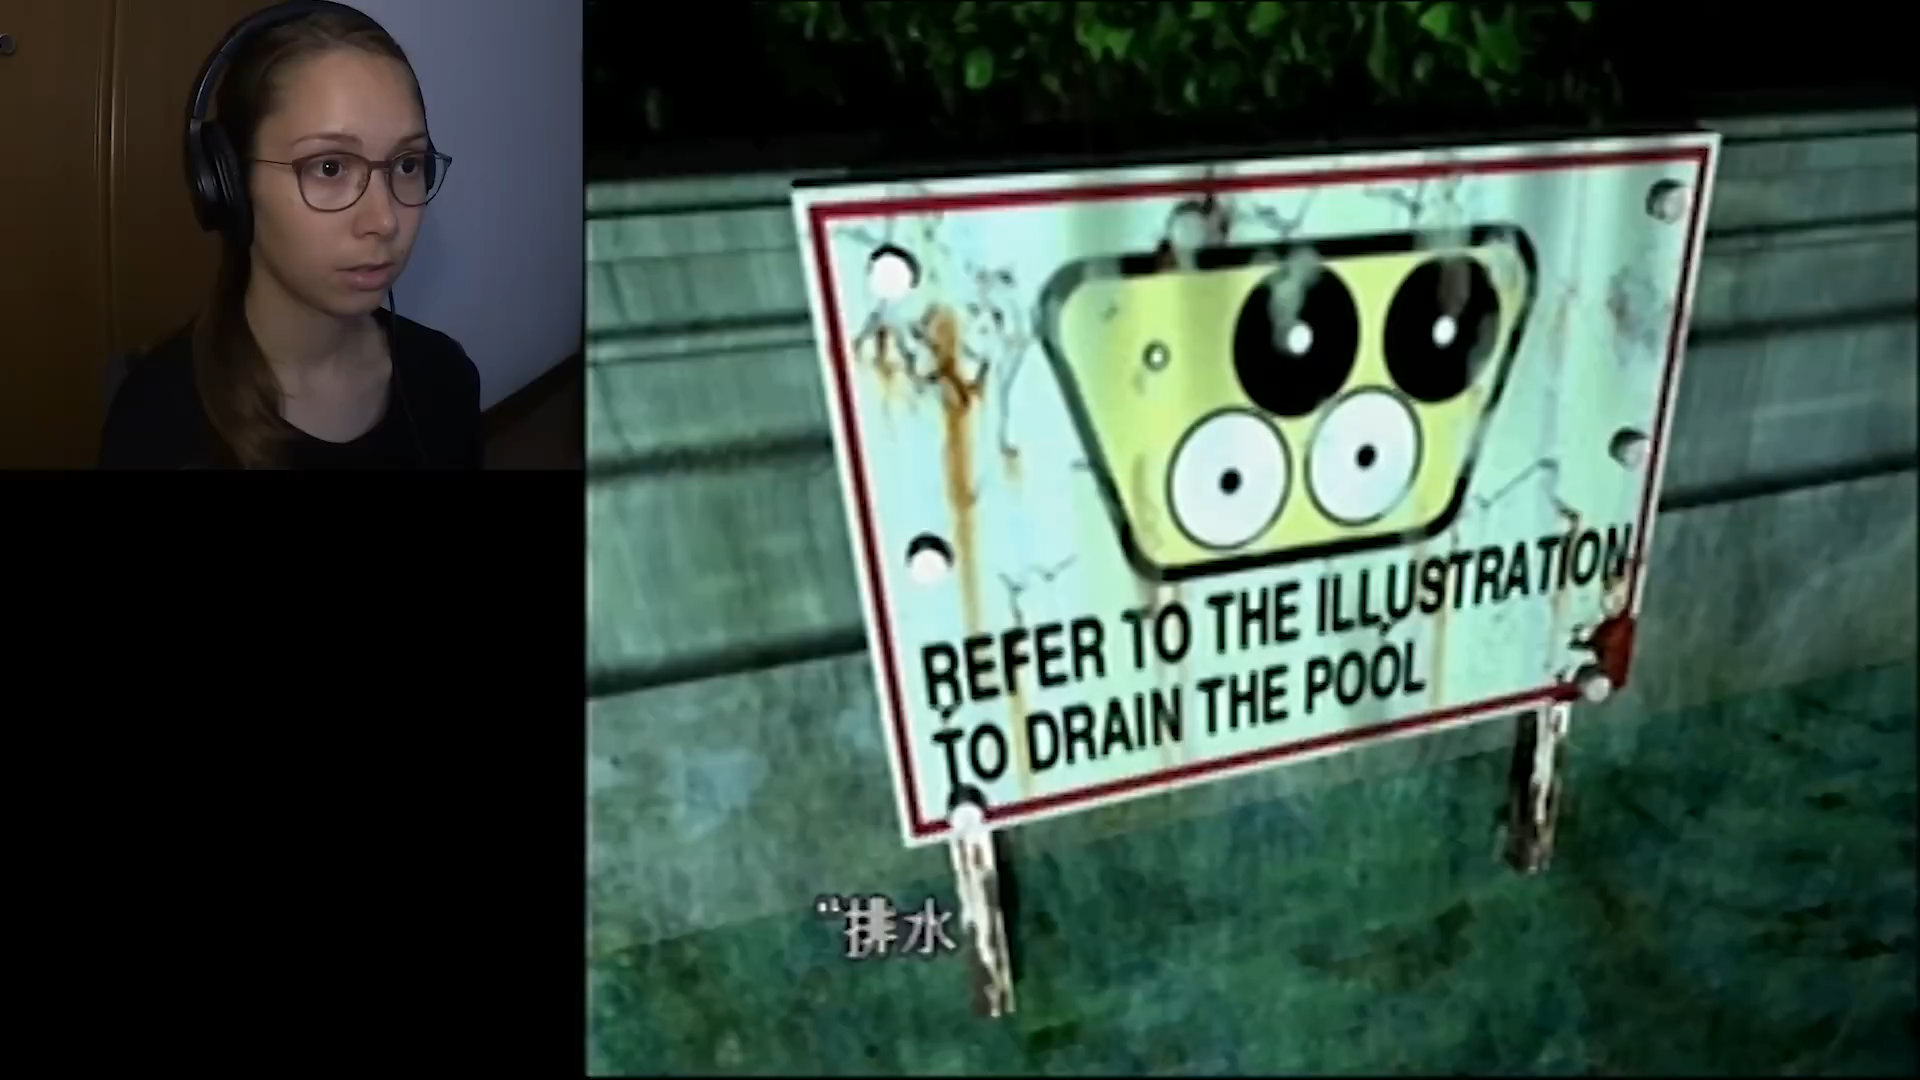 REFER TO THE ILLUSTRATION
TO DRAIN THE POOL
“排水